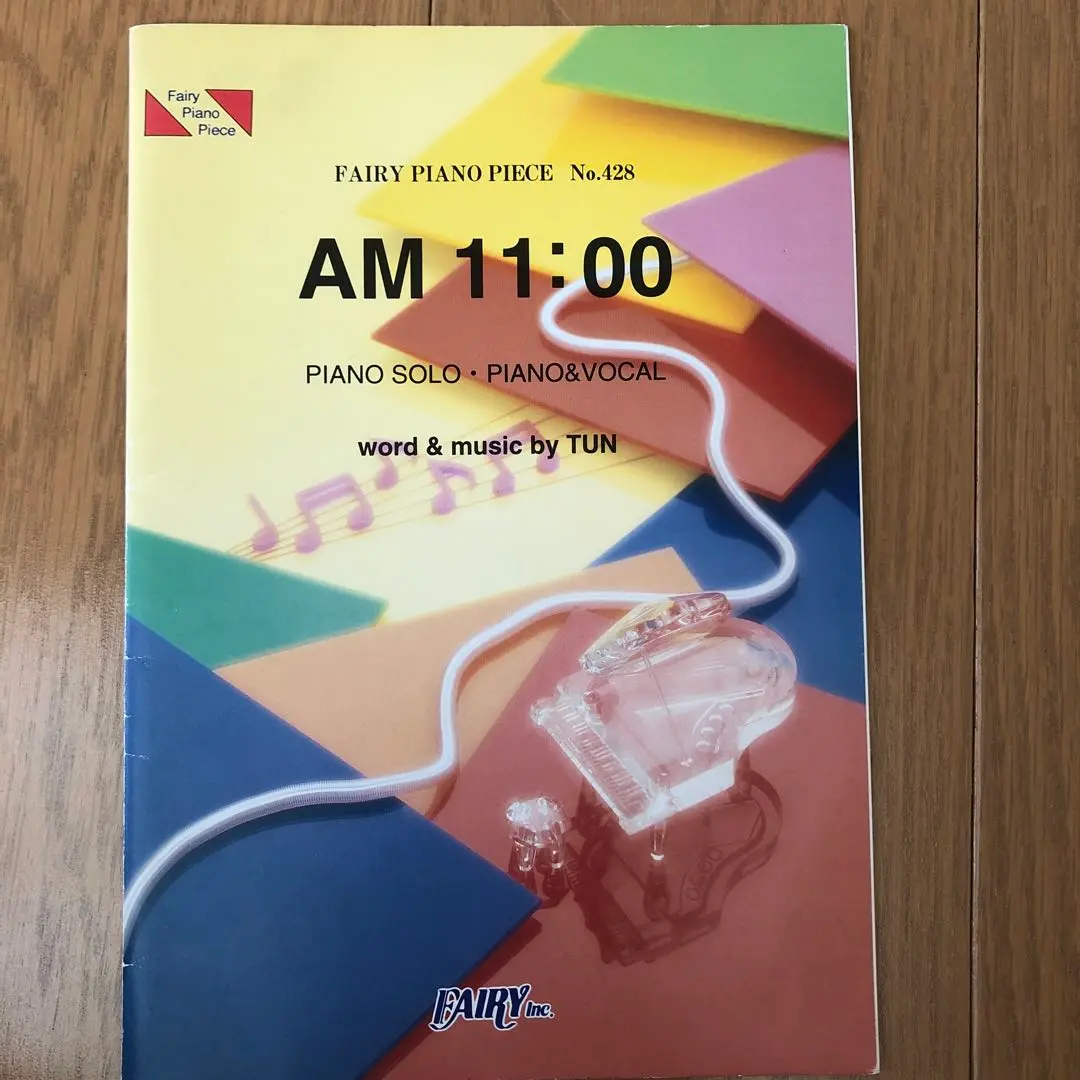 Fairy
Piano
Piece
FAIRY PIANO PIECE No.428
AM 11:00
PIANO SOLO・PIANO&VOCAL
word & music by TUN
FAIRY Inc.